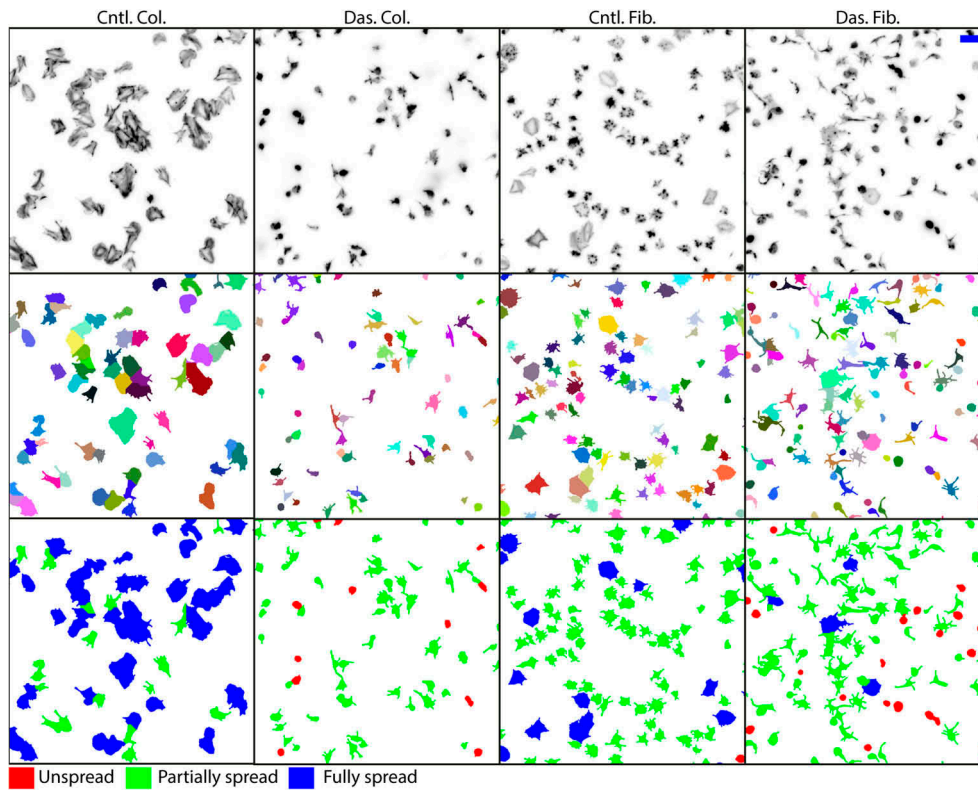 Cntl. Col. Das. Col. Cntl. Fib. Das. Fib.
Unspread Partially spread Fully spread